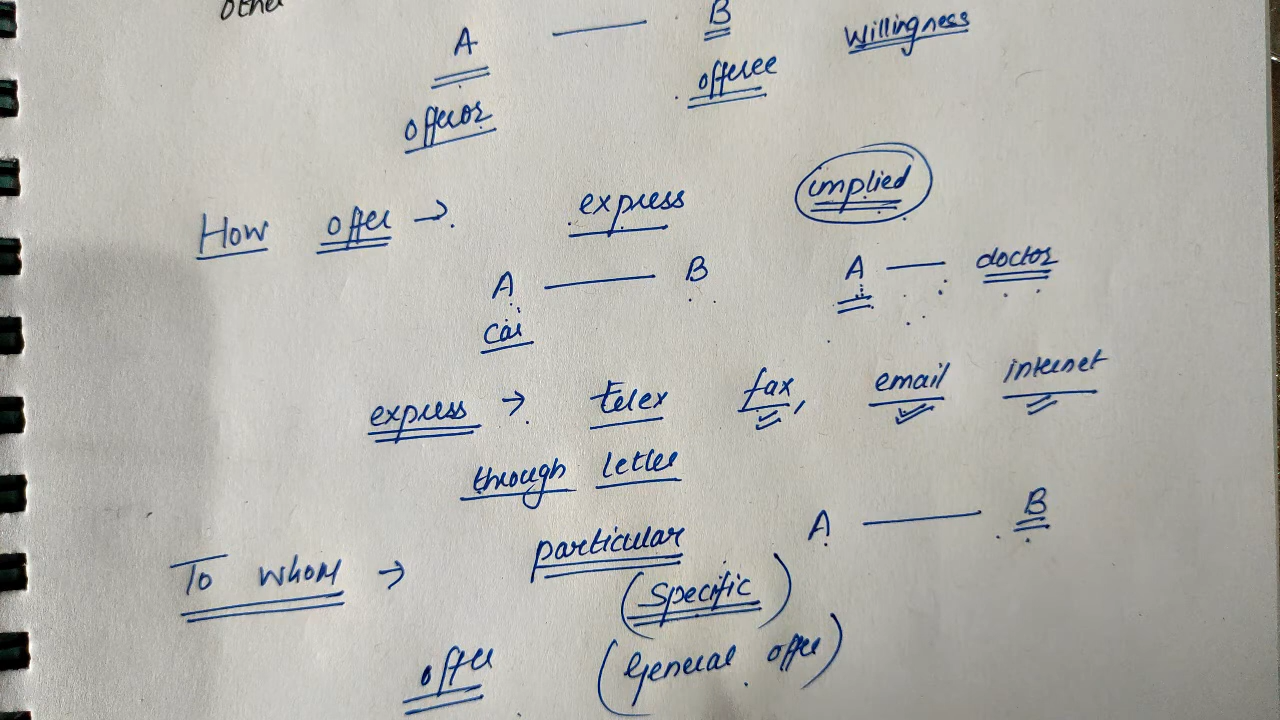 other
A — B willingness
offeror offeree
How offer → express implied
A — B A — doctor
Car
express → telex fax, email internet
through letter
To whom → particular A — B
(Specific)
offer (General offer)